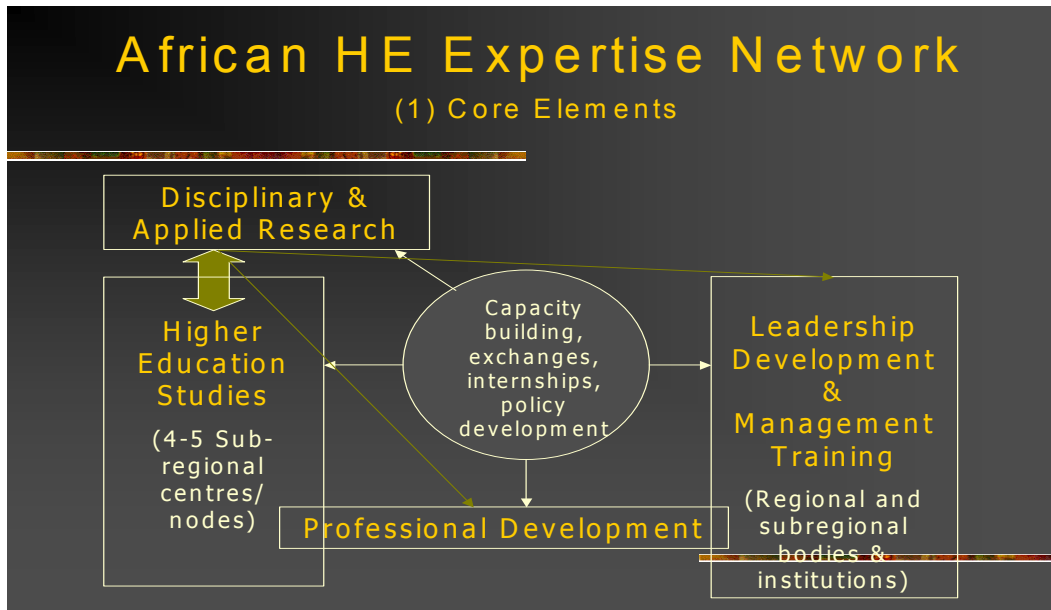 African HE Expertise Network
(1) Core Elements
Disciplinary &
Applied Research
Higher
Education
Studies
(4-5 Sub-
regional
centres/
nodes)
Capacity
building,
exchanges,
internships,
policy
development
Professional Development
Leadership
Development
&
Management
Training
(Regional and
subregional
bodies &
institutions)